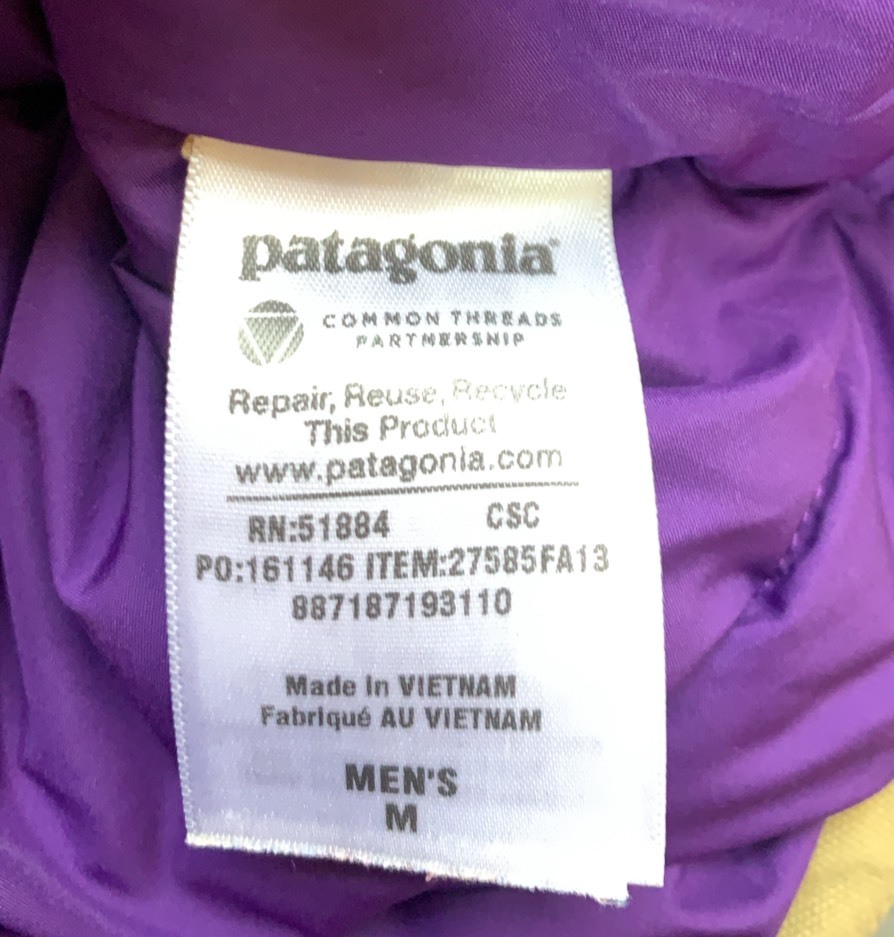 patagonia
COMMON THREADS
PARTNERSHIP
Repair, Reuse, Recycle
This Product
www.patagonia.com
RN:51884 CSC
PO:161146 ITEM:27585FA13
887187193110
Made in VIETNAM
Fabriqué AU VIETNAM
MEN'S
M